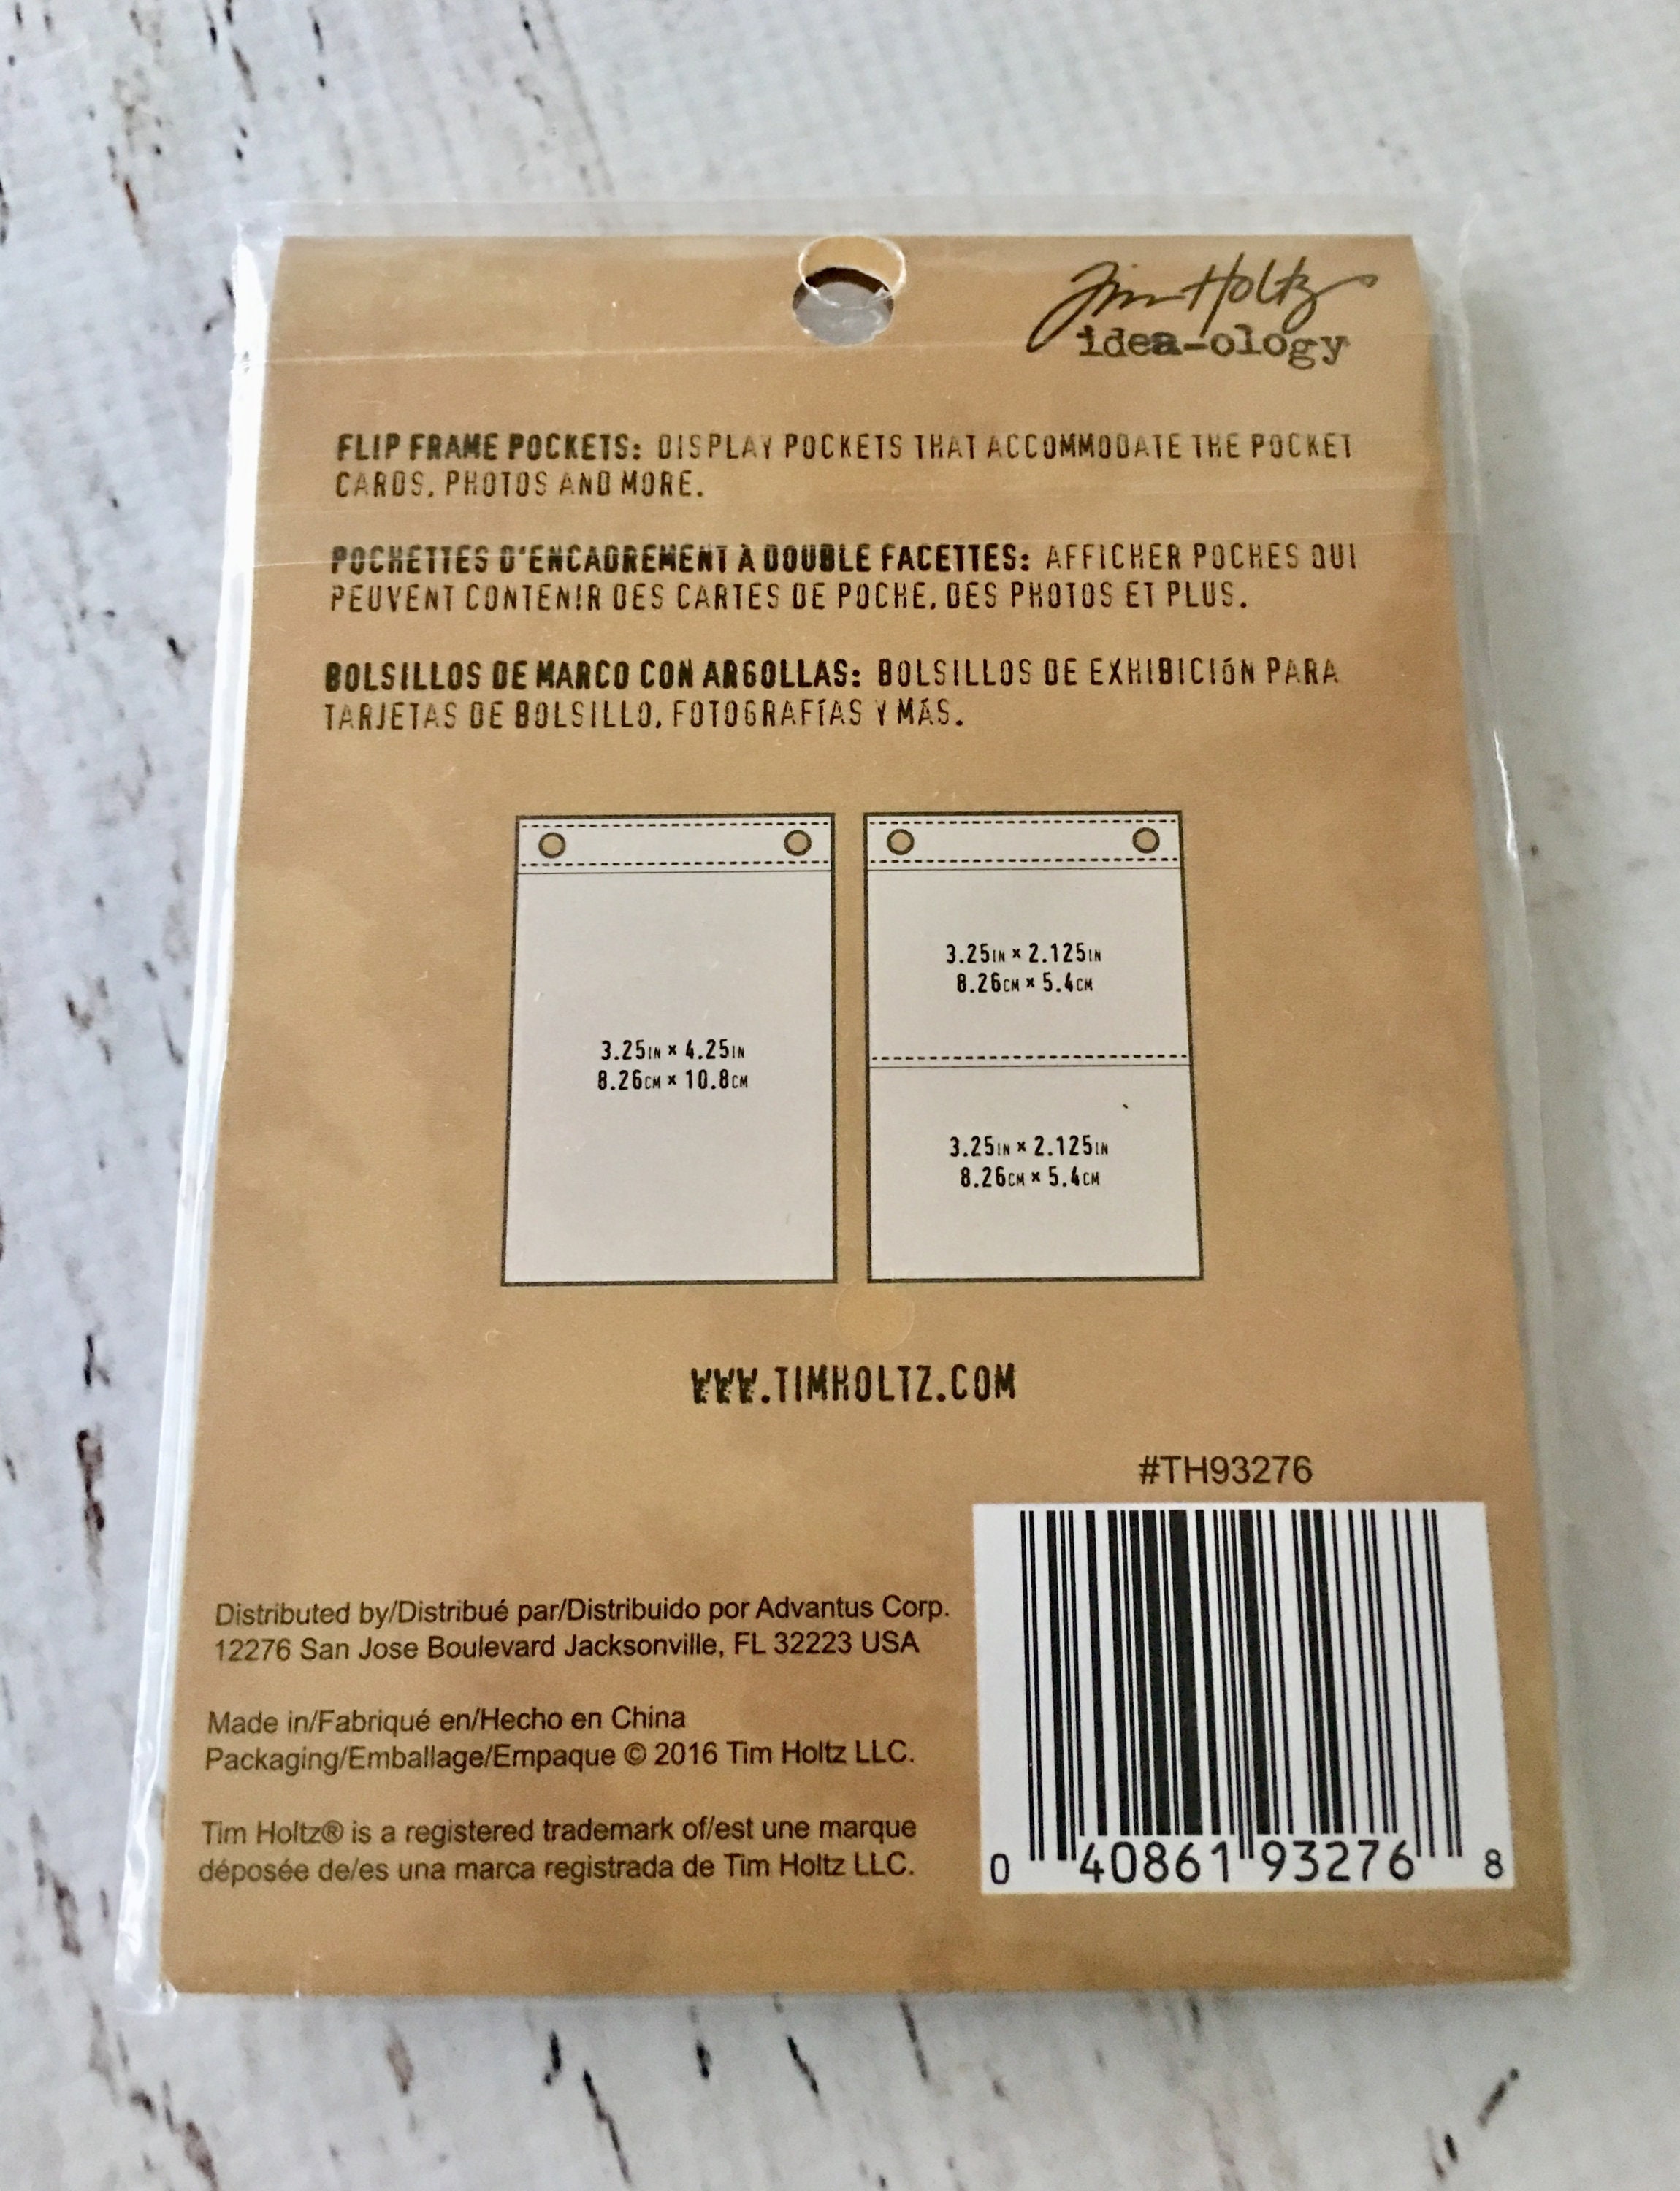 Tim Holtz
idea-ology
FLIP FRAME POCKETS: DISPLAY POCKETS THAT ACCOMMODATE THE POCKET
CARDS, PHOTOS AND MORE.
POCHETTES D'ENCADREMENT À DOUBLE FACETTES: AFFICHER POCHES QUI
PEUVENT CONTENIR DES CARTES DE POCHE, DES PHOTOS ET PLUS.
BOLSILLOS DE MARCO CON ARGOLLAS: BOLSILLOS DE EXHIBICIÓN PARA
TARJETAS DE BOLSILLO, FOTOGRAFÍAS Y MÁS.
3.25IN × 4.25IN
8.26CM × 10.8CM
3.25IN × 2.125IN
8.26CM × 5.4CM
3.25IN × 2.125IN
8.26CM × 5.4CM
WWW.TIMHOLTZ.COM
#TH93276
Distributed by/Distribué par/Distribuido por Advantus Corp.
12276 San Jose Boulevard Jacksonville, FL 32223 USA
Made in/Fabriqué en/Hecho en China
Packaging/Emballage/Empaque © 2016 Tim Holtz LLC.
Tim Holtz® is a registered trademark of/est une marque
déposée de/es una marca registrada de Tim Holtz LLC.
0 40861 93276 8